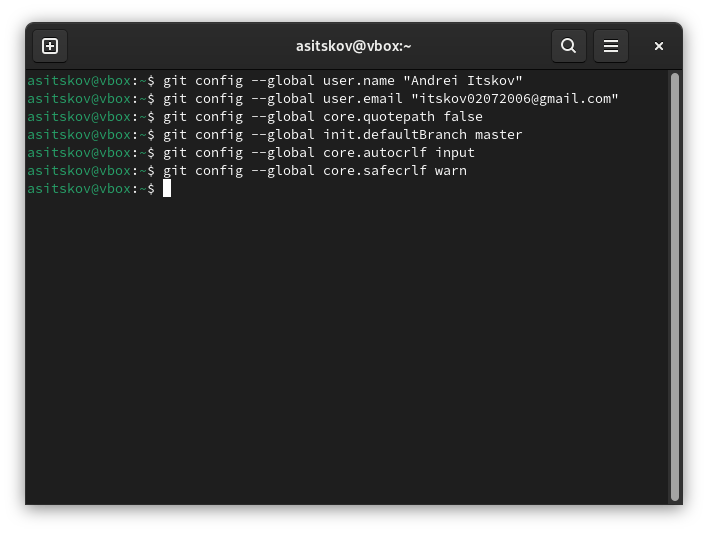 asitskov@vbox:~
asitskov@vbox:~$ git config --global user.name "Andrei Itskov"
asitskov@vbox:~$ git config --global user.email "itskov02072006@gmail.com"
asitskov@vbox:~$ git config --global core.quotepath false
asitskov@vbox:~$ git config --global init.defaultBranch master
asitskov@vbox:~$ git config --global core.autocrlf input
asitskov@vbox:~$ git config --global core.safecrlf warn
asitskov@vbox:~$